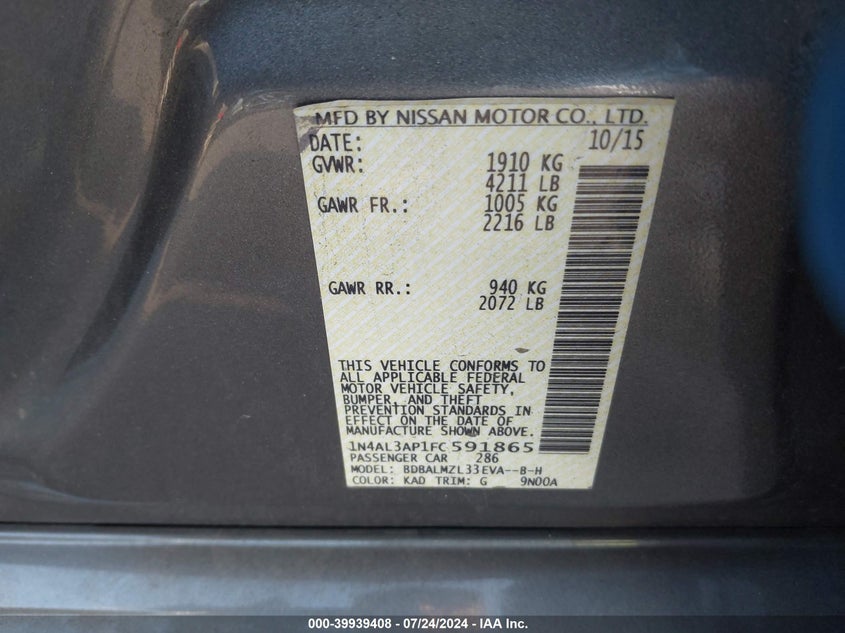 MFD BY NISSAN MOTOR CO., LTD.
DATE: 10/15
GVWR: 1910 KG
4211 LB
GAWR FR.: 1005 KG
2216 LB
GAWR RR.: 940 KG
2072 LB
THIS VEHICLE CONFORMS TO
ALL APPLICABLE FEDERAL
MOTOR VEHICLE SAFETY,
BUMPER, AND THEFT
PREVENTION STANDARDS IN
EFFECT ON THE DATE OF
MANUFACTURE SHOWN ABOVE.
1N4AL3AP1FC591865
PASSENGER CAR 286
MODEL: BDBALMZL33EVA--B-H
COLOR: KAD TRIM: G 9N00A
000-39939408 - 07/24/2024 - IAA Inc.